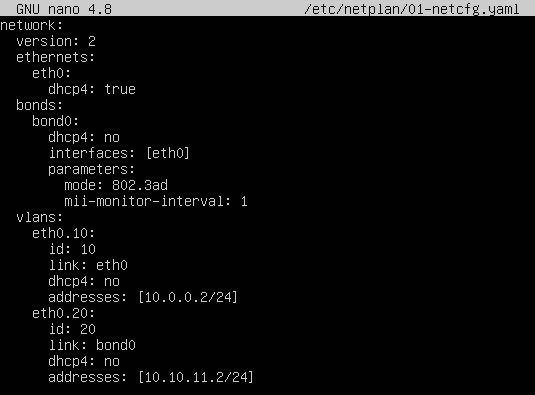 GNU nano 4.8 /etc/netplan/01-netcfg.yaml
network:
  version: 2
  ethernets:
    eth0:
      dhcp4: true
  bonds:
    bond0:
      dhcp4: no
      interfaces: [eth0]
      parameters:
        mode: 802.3ad
        mii-monitor-interval: 1
  vlans:
    eth0.10:
      id: 10
      link: eth0
      dhcp4: no
      addresses: [10.0.0.2/24]
    eth0.20:
      id: 20
      link: bond0
      dhcp4: no
      addresses: [10.10.11.2/24]